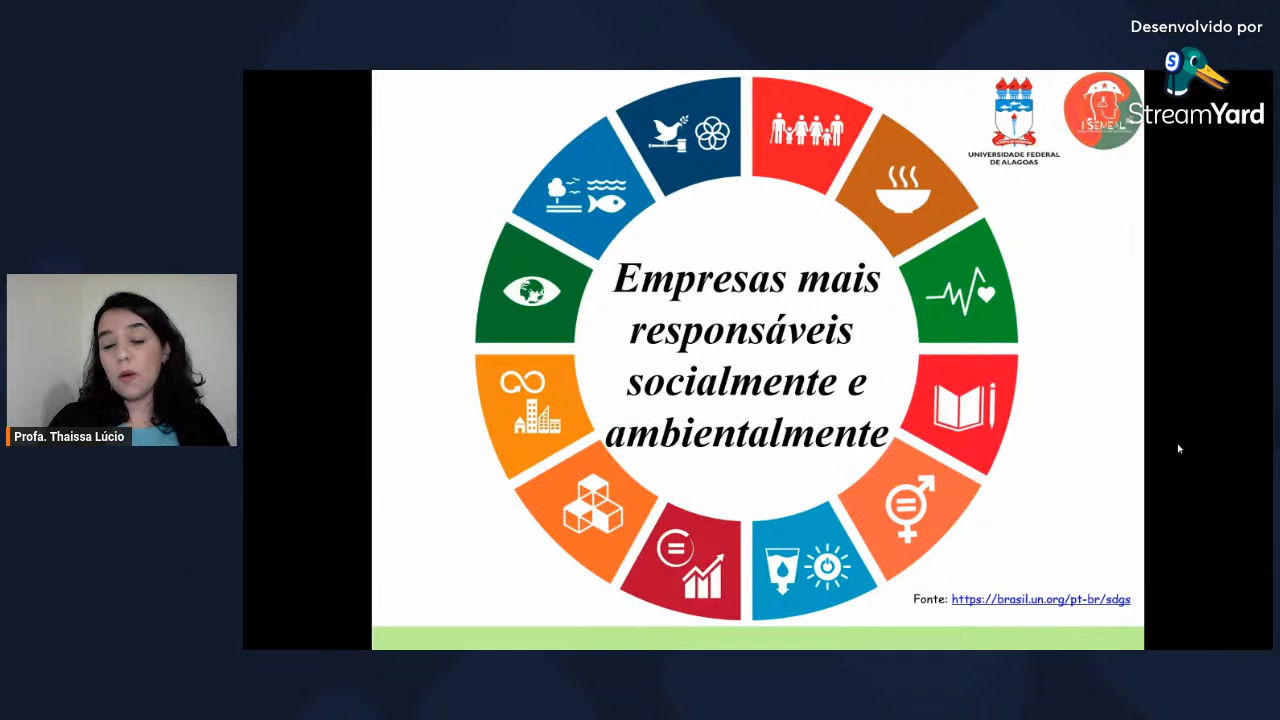 Desenvolvido por
StreamYard
UNIVERSIDADE FEDERAL
DE ALAGOAS
I SEMEAL
Empresas mais
responsáveis
socialmente e
ambientalmente
Profa. Thaissa Lúcio
Fonte: https://brasil.un.org/pt-br/sdgs